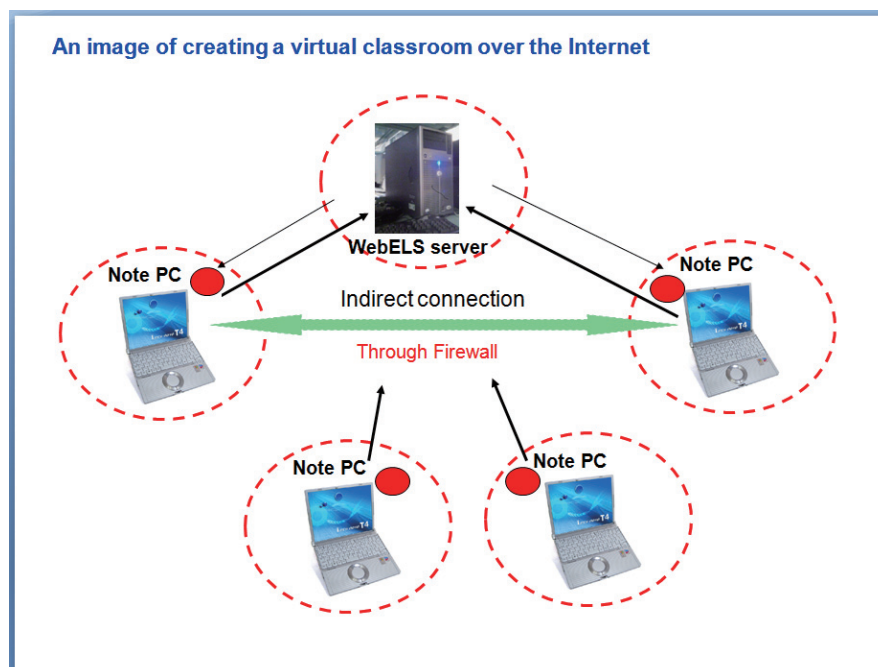 An image of creating a virtual classroom over the Internet
WebELS server
Note PC
Note PC
Indirect connection
Through Firewall
Note PC
Note PC